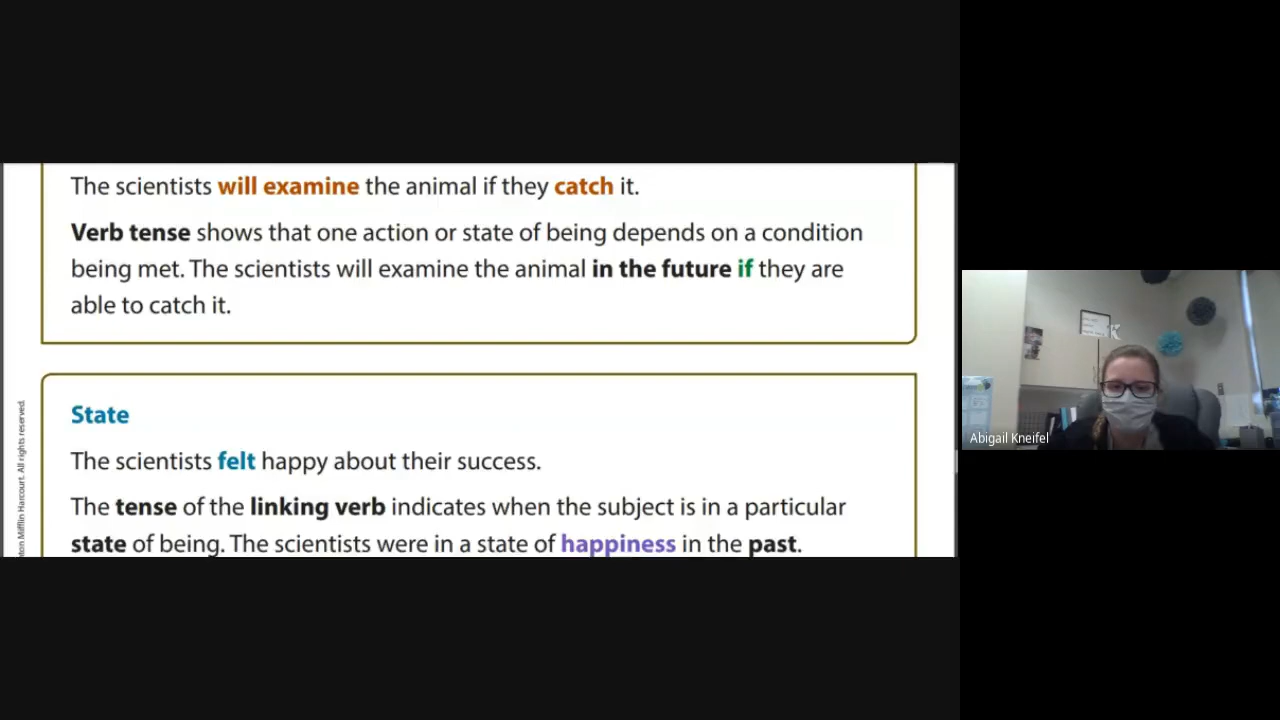 The scientists will examine the animal if they catch it.
Verb tense shows that one action or state of being depends on a condition
being met. The scientists will examine the animal in the future if they are
able to catch it.
State
The scientists felt happy about their success.
The tense of the linking verb indicates when the subject is in a particular
state of being. The scientists were in a state of happiness in the past.
Mifflin Harcourt. All rights reserved.
Abigail Kneifel